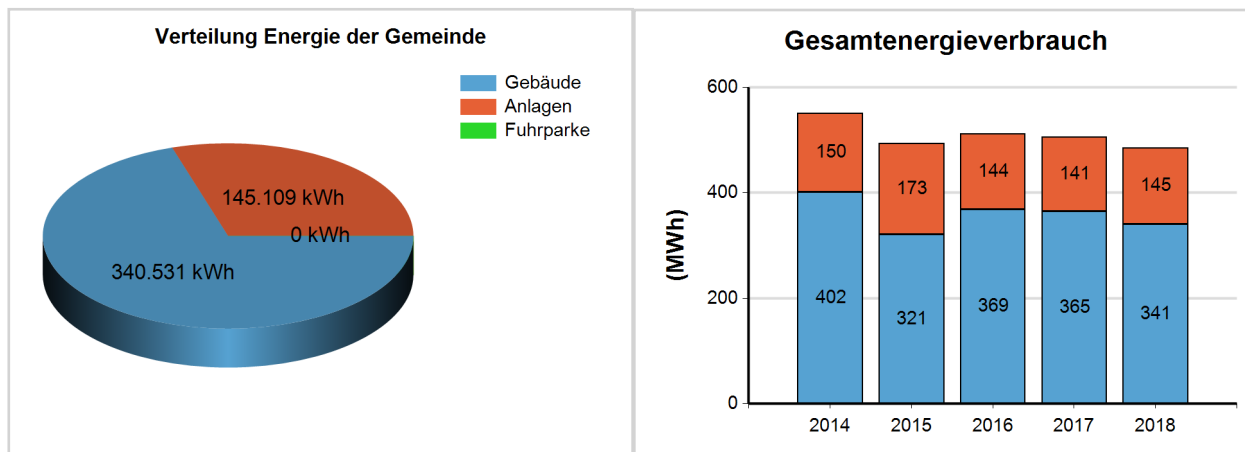 Verteilung Energie der Gemeinde
Gebäude
Anlagen
Fuhrparke
145.109 kWh
0 kWh
340.531 kWh
Gesamtenergieverbrauch
(MWh)
600
400
200
0
150
173
144
141
145
402
321
369
365
341
2014
2015
2016
2017
2018